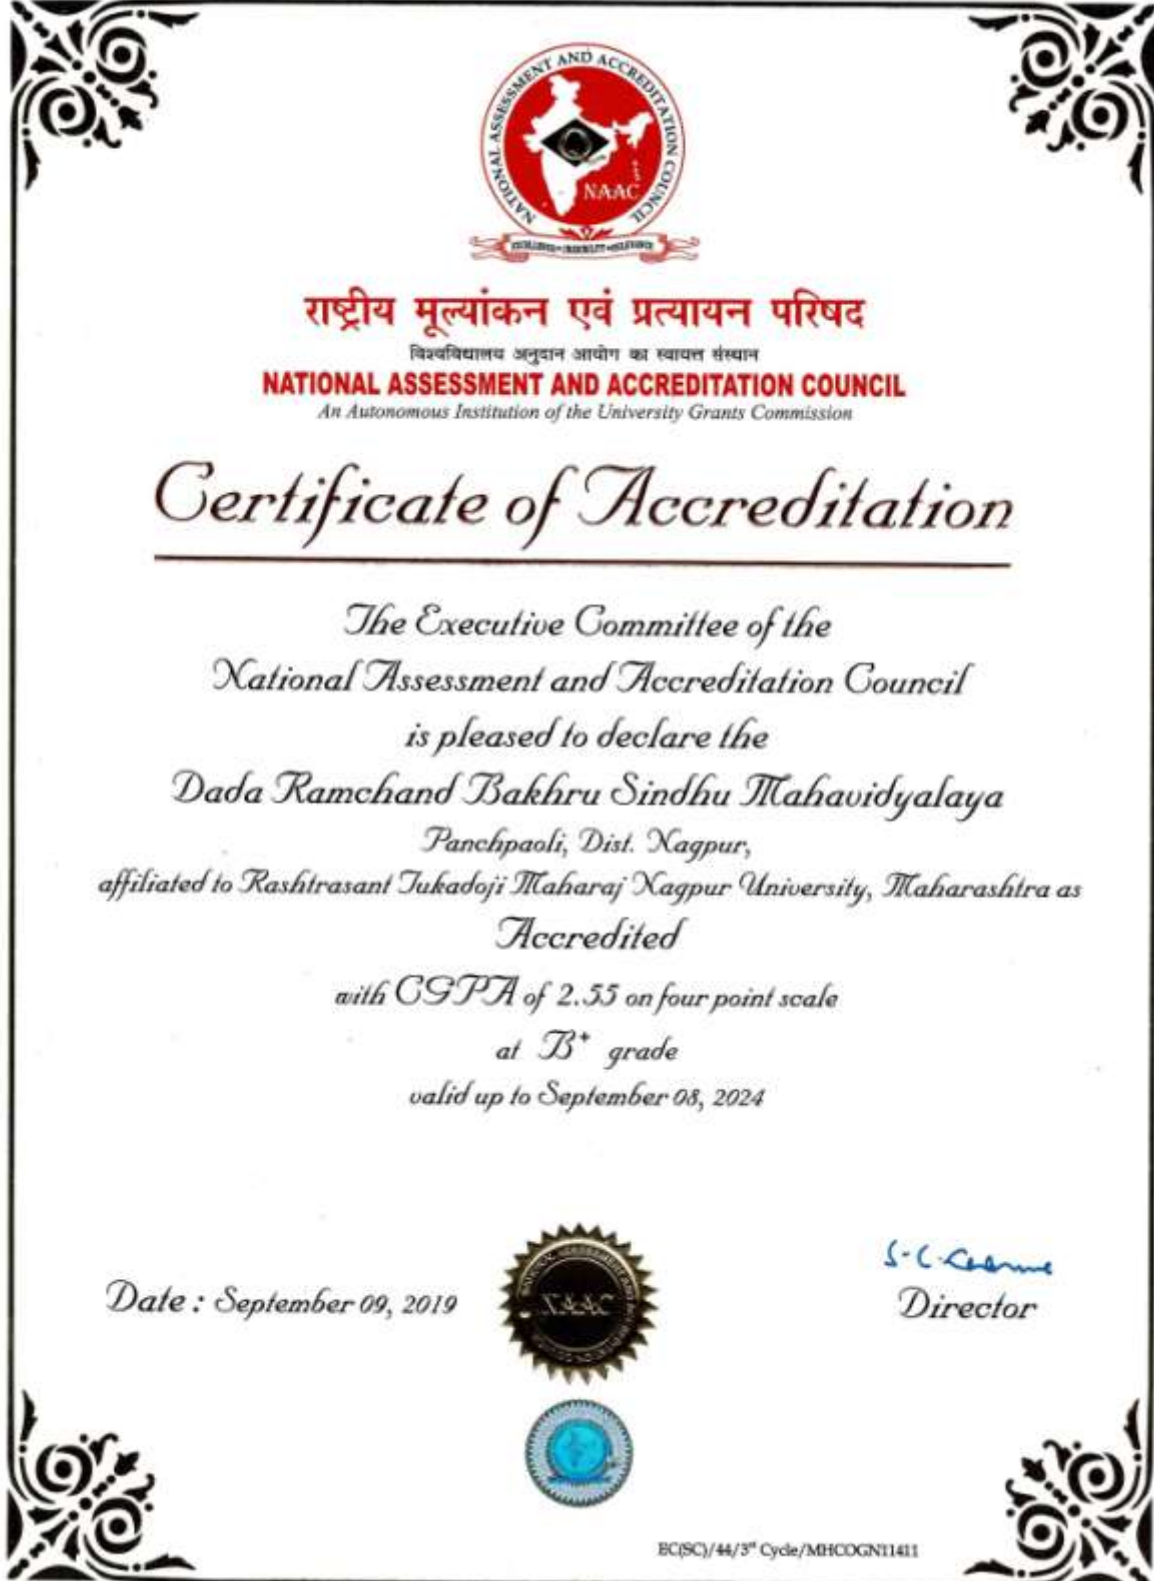 NATIONAL ASSESSMENT AND ACCREDITATION COUNCIL
NAAC
राष्ट्रीय मूल्यांकन एवं प्रत्यायन परिषद
विश्वविद्यालय अनुदान आयोग का स्वायत्त संस्थान
NATIONAL ASSESSMENT AND ACCREDITATION COUNCIL
An Autonomous Institution of the University Grants Commission
Certificate of Accreditation
The Executive Committee of the
National Assessment and Accreditation Council
is pleased to declare the
Dada Ramchand Bakhru Sindhu Mahavidyalaya
Panchpaoli, Dist. Nagpur,
affiliated to Rashtrasant Tukadoji Maharaj Nagpur University, Maharashtra as
Accredited
with CGPA of 2.55 on four point scale
at B+ grade
valid up to September 08, 2024
Date : September 09, 2019
NAAC
Director
EC(SC)/44/3rd Cycle/MHCOGN11411